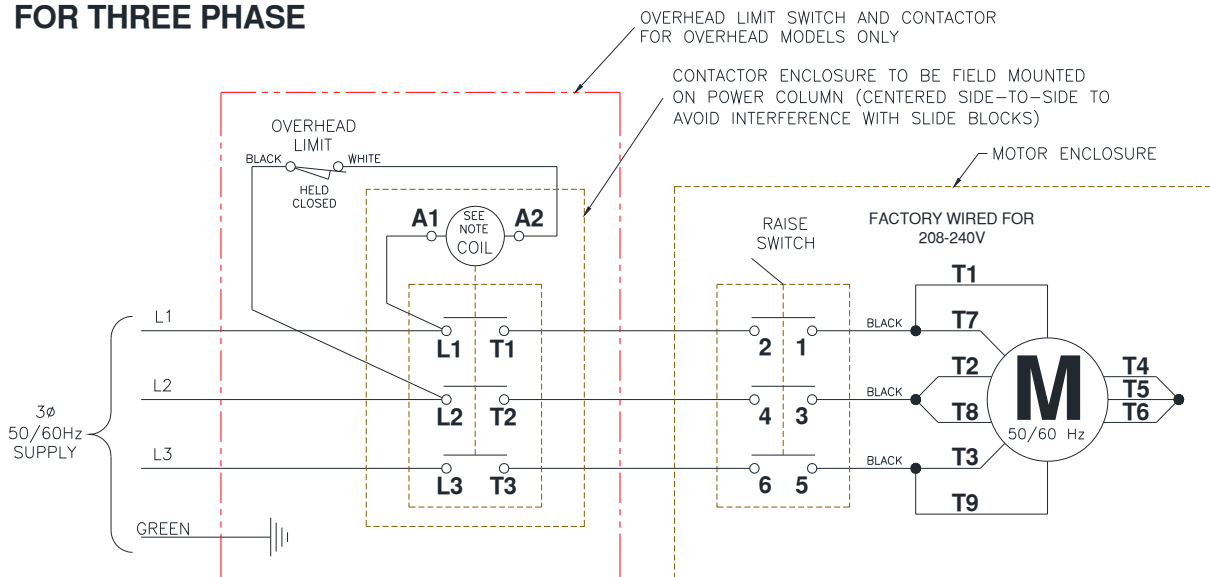 FOR THREE PHASE
OVERHEAD LIMIT SWITCH AND CONTACTOR
FOR OVERHEAD MODELS ONLY
CONTACTOR ENCLOSURE TO BE FIELD MOUNTED
ON POWER COLUMN (CENTERED SIDE-TO-SIDE TO
AVOID INTERFERENCE WITH SLIDE BLOCKS)
OVERHEAD
LIMIT
BLACK
WHITE
HELD
CLOSED
MOTOR ENCLOSURE
A1
SEE
NOTE
COIL
A2
RAISE
SWITCH
FACTORY WIRED FOR
208-240V
L1
L1
T1
2
1
BLACK
T1
T7
L2
L2
T2
4
3
BLACK
T2
T8
M
50/60 Hz
T4
T5
T6
3ø
50/60Hz
SUPPLY
L3
L3
T3
6
5
BLACK
T3
T9
GREEN